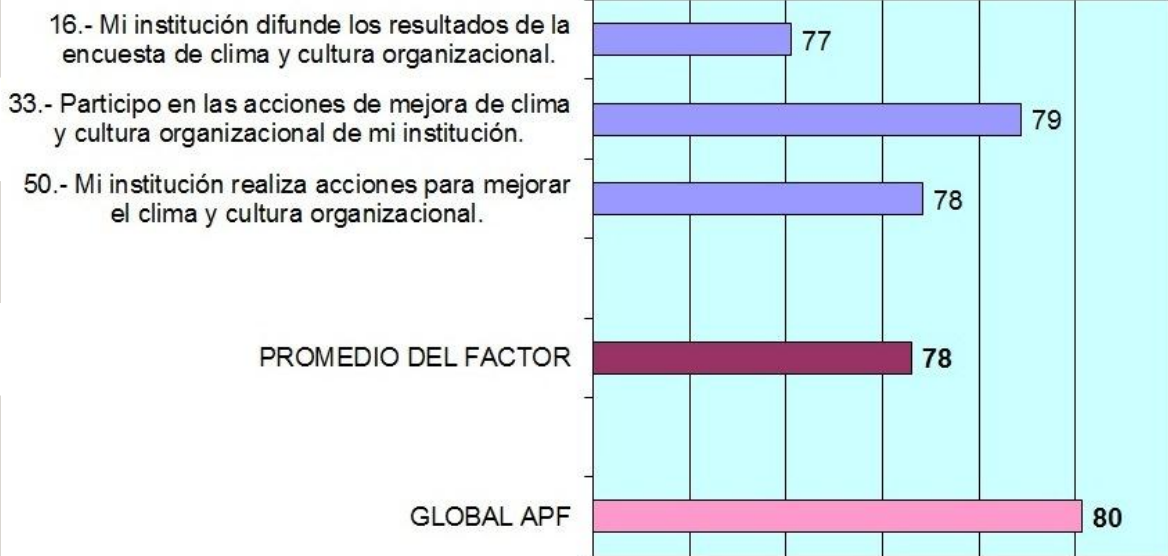 16.- Mi institución difunde los resultados de la
encuesta de clima y cultura organizacional.
77
33.- Participo en las acciones de mejora de clima
y cultura organizacional de mi institución.
79
50.- Mi institución realiza acciones para mejorar
el clima y cultura organizacional.
78
PROMEDIO DEL FACTOR
78
GLOBAL APF
80